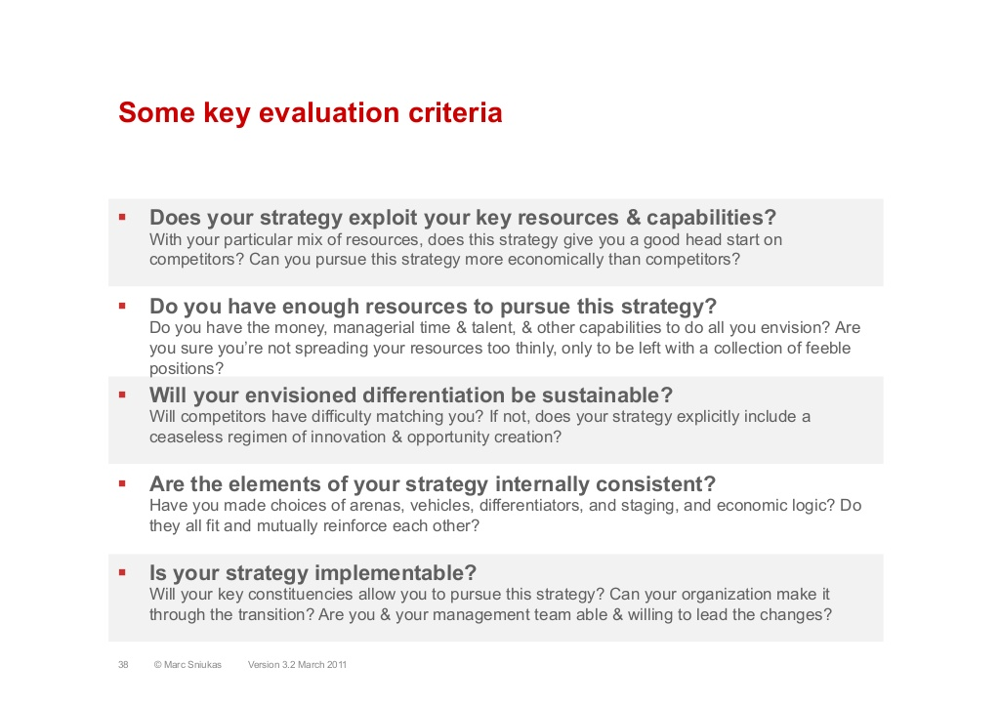 Some key evaluation criteria
▪ Does your strategy exploit your key resources & capabilities?
With your particular mix of resources, does this strategy give you a good head start on
competitors? Can you pursue this strategy more economically than competitors?
▪ Do you have enough resources to pursue this strategy?
Do you have the money, managerial time & talent, & other capabilities to do all you envision? Are
you sure you’re not spreading your resources too thinly, only to be left with a collection of feeble
positions?
▪ Will your envisioned differentiation be sustainable?
Will competitors have difficulty matching you? If not, does your strategy explicitly include a
ceaseless regimen of innovation & opportunity creation?
▪ Are the elements of your strategy internally consistent?
Have you made choices of arenas, vehicles, differentiators, and staging, and economic logic? Do
they all fit and mutually reinforce each other?
▪ Is your strategy implementable?
Will your key constituencies allow you to pursue this strategy? Can your organization make it
through the transition? Are you & your management team able & willing to lead the changes?
38 © Marc Sniukas Version 3.2 March 2011